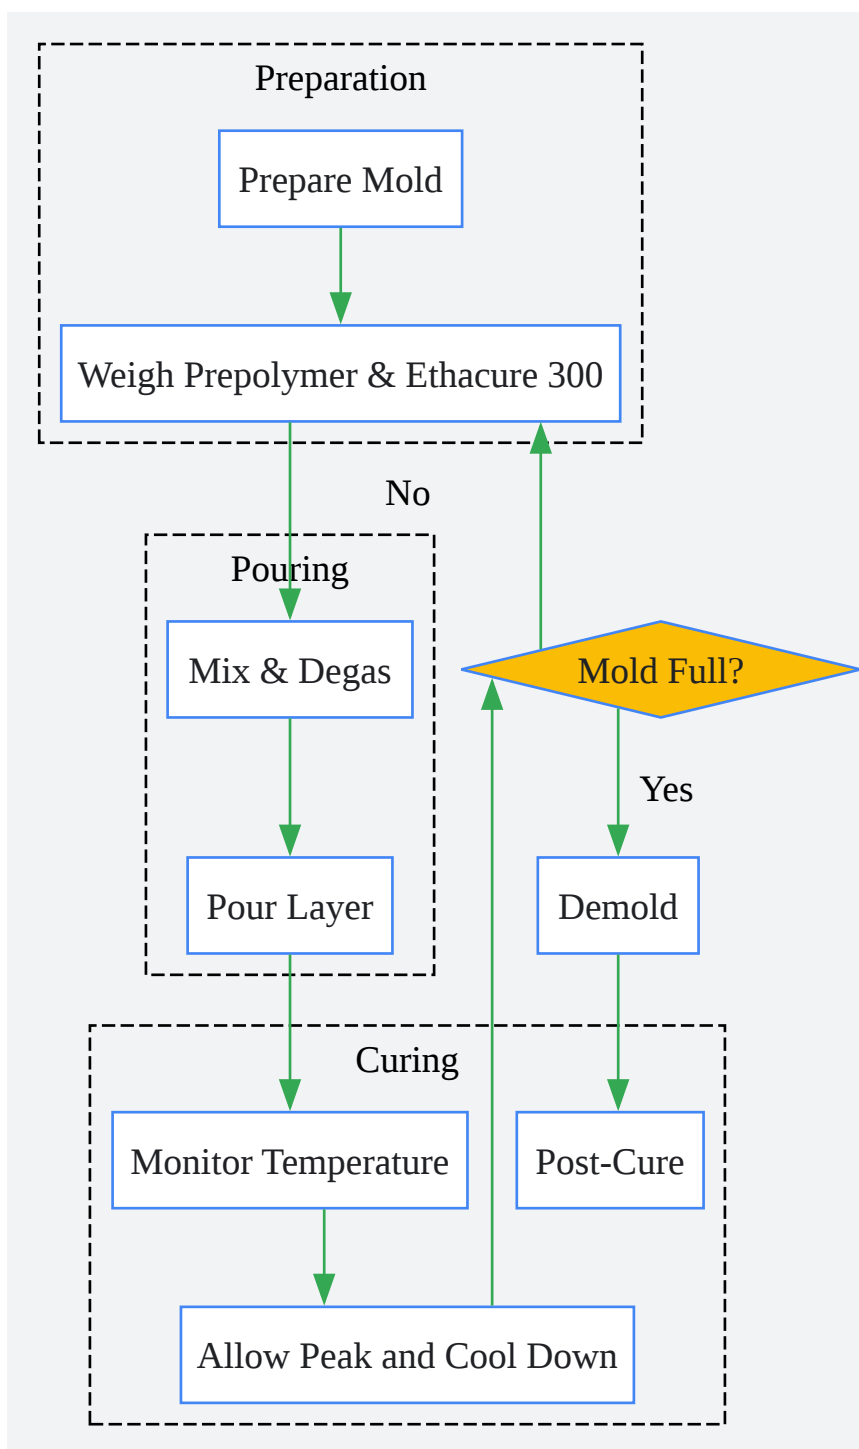 Preparation
Prepare Mold
Weigh Prepolymer & Ethacure 300
No
Pouring
Mix & Degas
Mold Full?
Yes
Pour Layer
Demold
Curing
Monitor Temperature
Post-Cure
Allow Peak and Cool Down